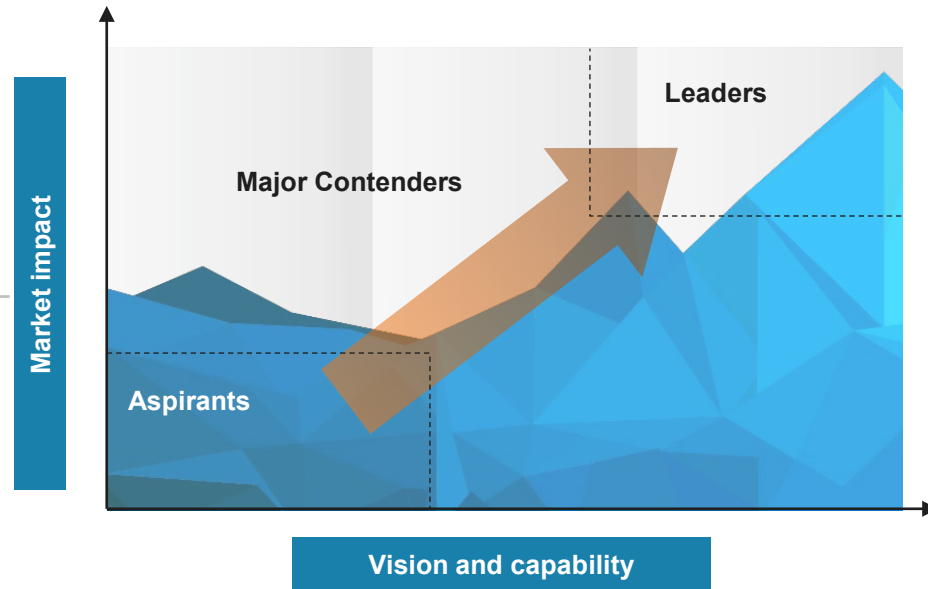 Leaders
Major Contenders
Market impact
Aspirants
Vision and capability